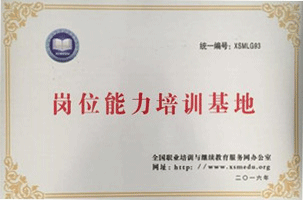 统一编号：XSMLG93
岗位能力培训基地
全国职业培训与继续教育服务网办公室
网址：http: //www.xsmedu.org
二〇一六年